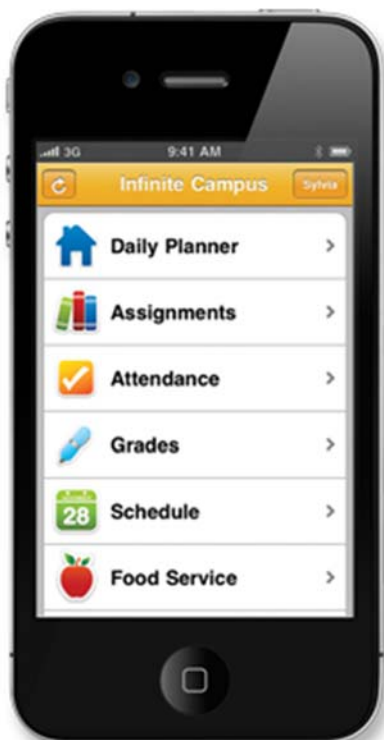 3G 9:41 AM
Infinite Campus Sylvia
Daily Planner
Assignments
Attendance
Grades
28 Schedule
Food Service